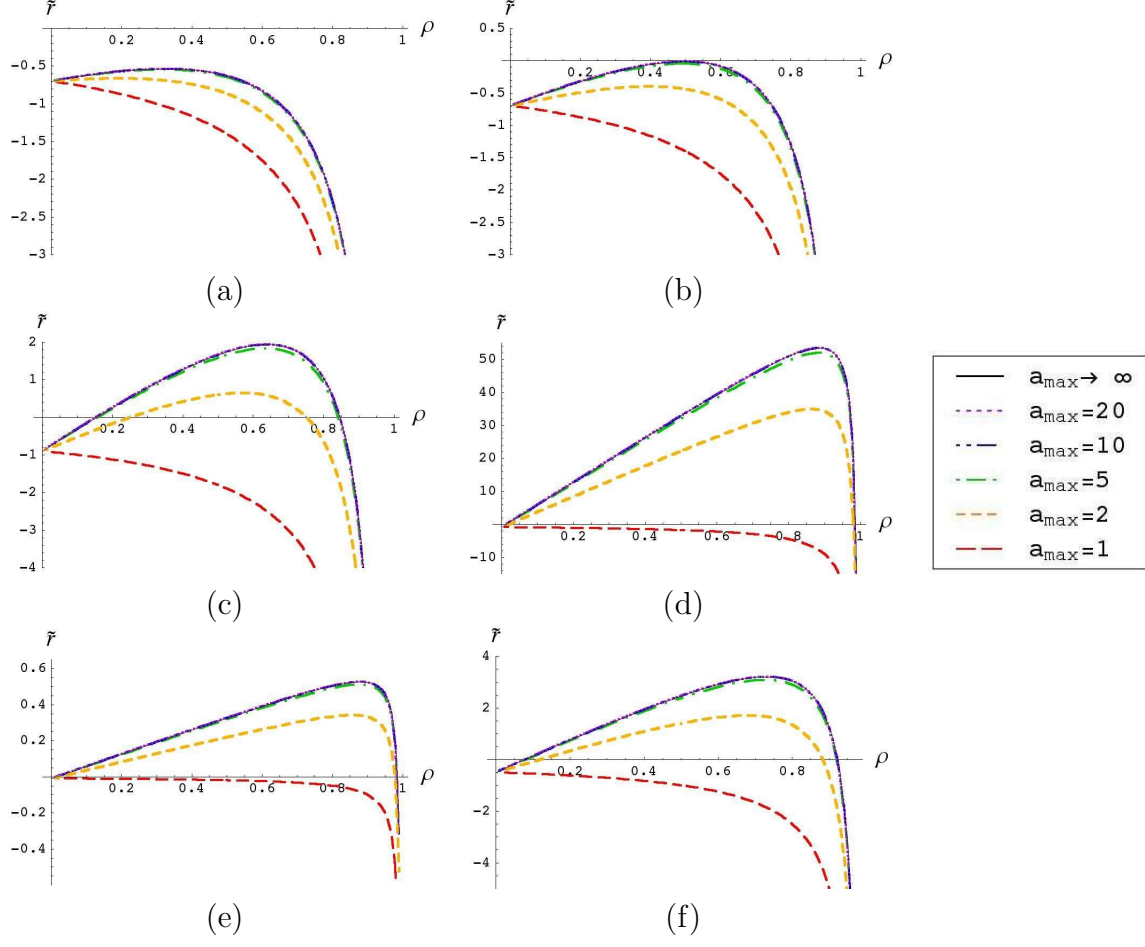 r̃
0.2 0.4 0.6 0.8 1 ρ
-0.5
-1
-1.5
-2
-2.5
-3
(a)
r̃
0.5
0.2 0.4 0.6 0.8 1 ρ
-0.5
-1
-1.5
-2
-2.5
-3
(b)
r̃
2
1
0.2 0.4 0.6 0.8 1 ρ
-1
-2
-3
-4
(c)
r̃
50
40
30
20
10
0.2 0.4 0.6 0.8 1 ρ
-10
(d)
a_max→ ∞
a_max=20
a_max=10
a_max=5
a_max=2
a_max=1
r̃
0.6
0.4
0.2
0.2 0.4 0.6 0.8 1 ρ
-0.2
-0.4
(e)
r̃
4
2
0.2 0.4 0.6 0.8 1 ρ
-2
-4
(f)